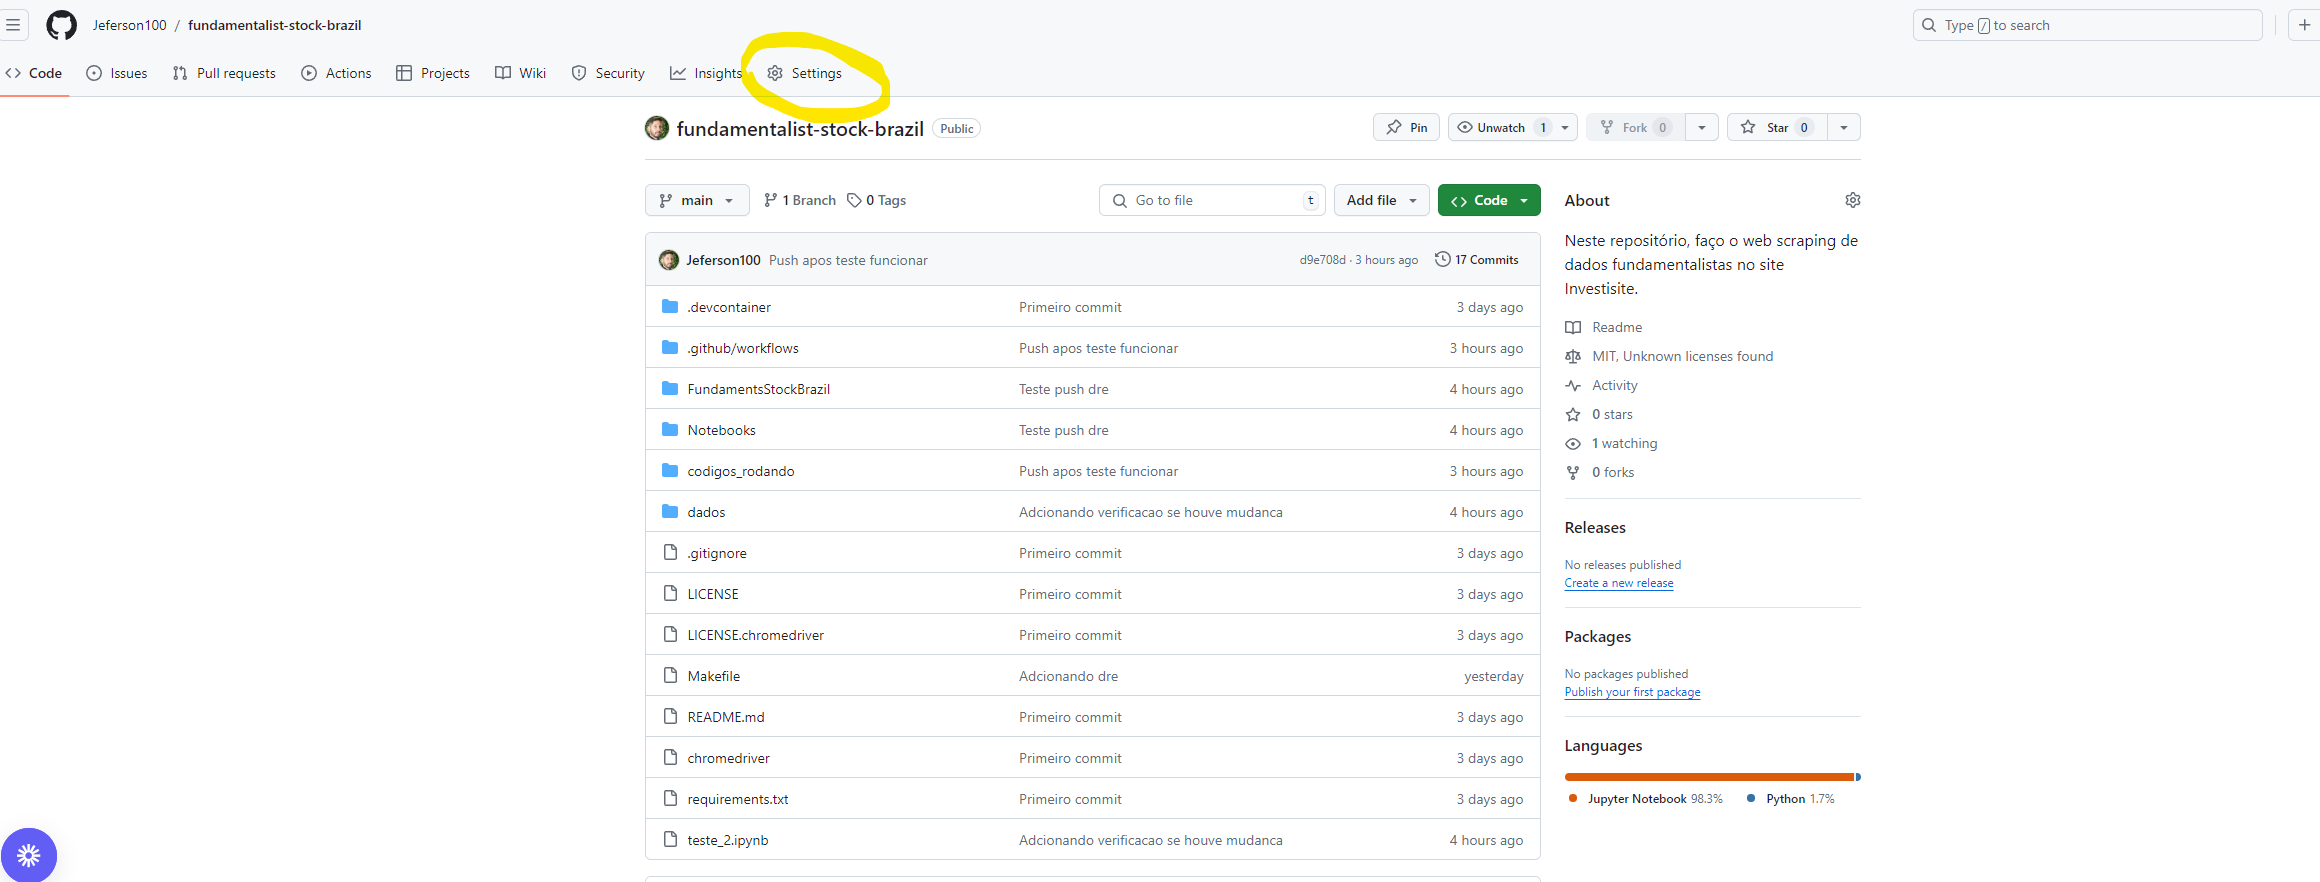 Jeferson100 / fundamentalist-stock-brazil
Type / to search
Code Issues Pull requests Actions Projects Wiki Security Insights Settings
fundamentalist-stock-brazil Public
Pin Unwatch 1 Fork 0 Star 0
main 1 Branch 0 Tags Go to file t Add file Code
Jeferson100 Push apos teste funcionar d9e708d · 3 hours ago 17 Commits
.devcontainer Primeiro commit 3 days ago
.github/workflows Push apos teste funcionar 3 hours ago
FundamentsStockBrazil Teste push dre 4 hours ago
Notebooks Teste push dre 4 hours ago
codigos_rodando Push apos teste funcionar 3 hours ago
dados Adcionando verificacao se houve mudanca 4 hours ago
.gitignore Primeiro commit 3 days ago
LICENSE Primeiro commit 3 days ago
LICENSE.chromedriver Primeiro commit 3 days ago
Makefile Adcionando dre yesterday
README.md Primeiro commit 3 days ago
chromedriver Primeiro commit 3 days ago
requirements.txt Primeiro commit 3 days ago
teste_2.ipynb Adcionando verificacao se houve mudanca 4 hours ago
About
Neste repositório, faço o web scraping de
dados fundamentalistas no site
Investisite.
Readme
MIT, Unknown licenses found
Activity
0 stars
1 watching
0 forks
Releases
No releases published
Create a new release
Packages
No packages published
Publish your first package
Languages
Jupyter Notebook 98.3% Python 1.7%